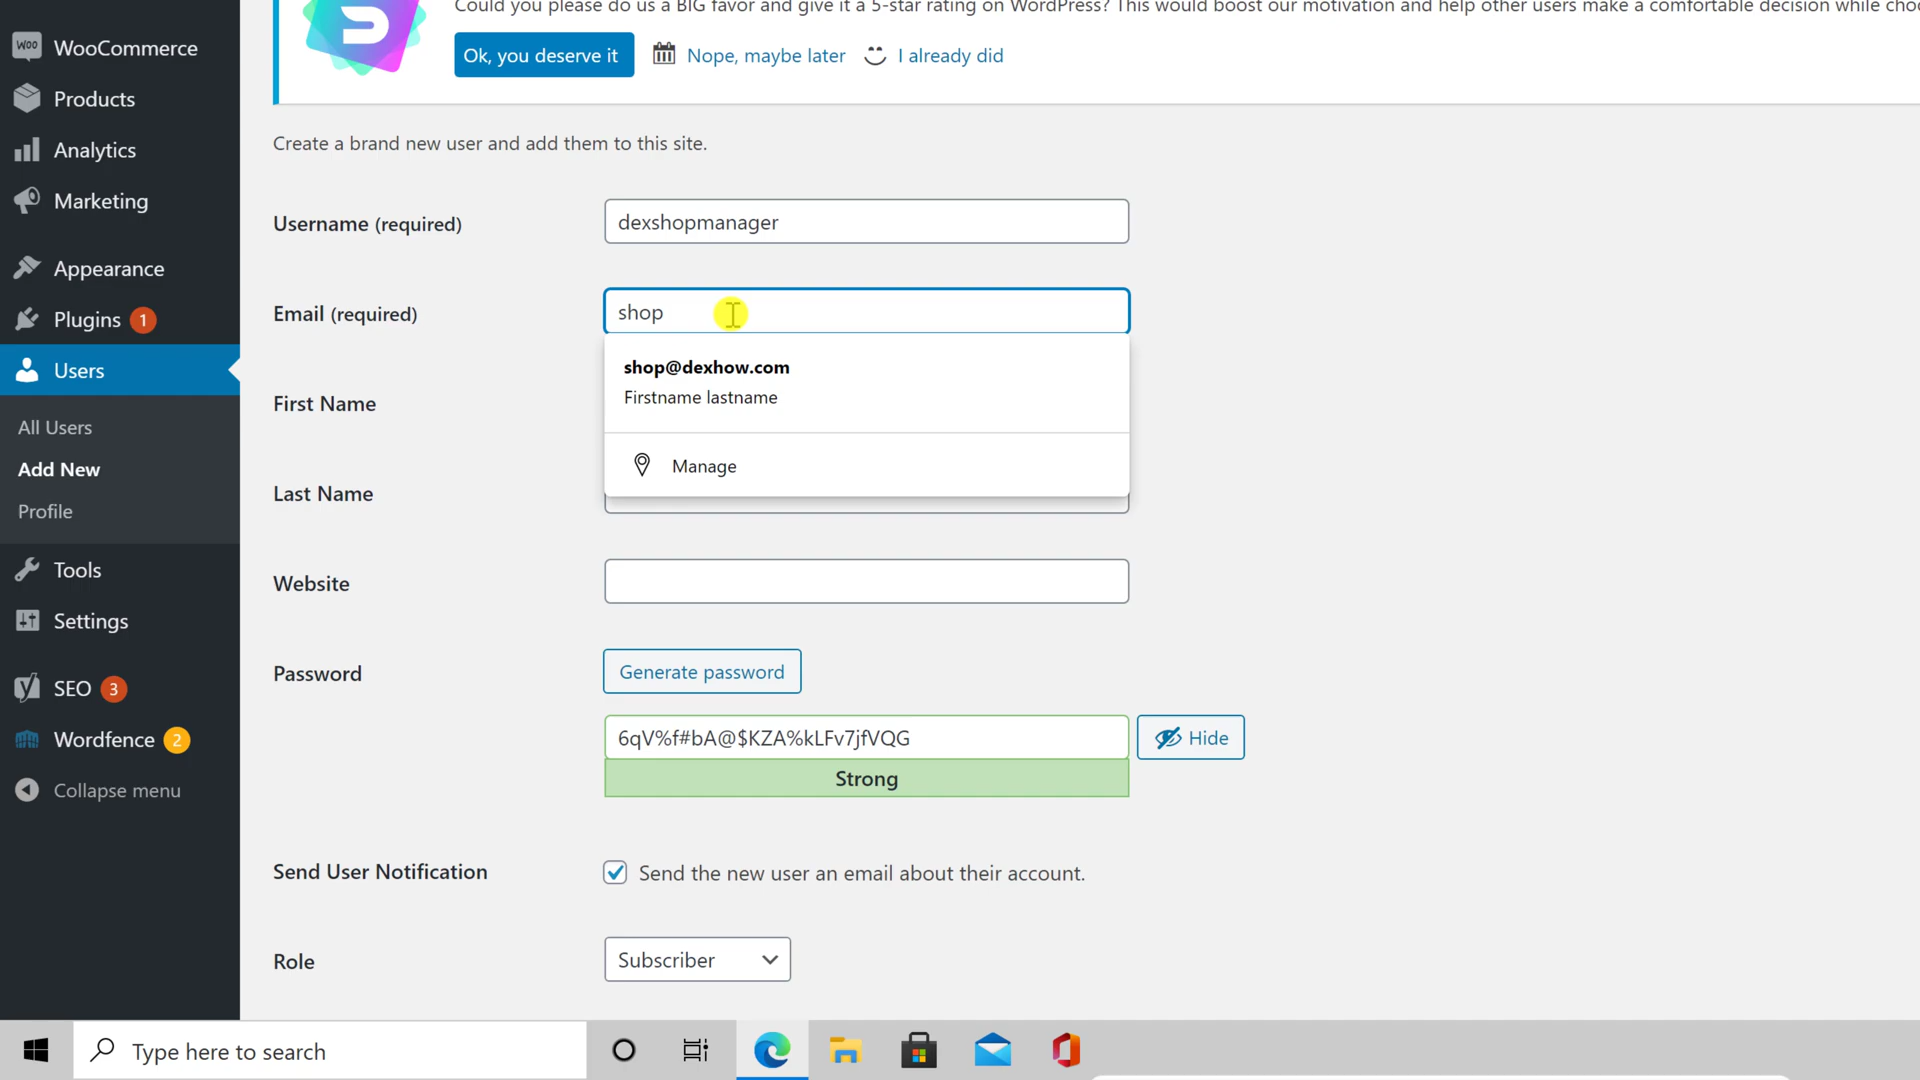 Could you please do us a BIG favor and give it a 5-star rating on WordPress? This would boost our motivation and help other users make a comfortable decision while choo
WOO WooCommerce
Ok, you deserve it Nope, maybe later I already did
Products
Create a brand new user and add them to this site.
Analytics
Marketing
Username (required) dexshopmanager
Appearance
Plugins 1
Email (required) shop
shop@dexhow.com
Users
Firstname lastname
First Name
All Users
Add New
Manage
Last Name
Profile
Tools
Website
Settings
Password Generate password
SEO 3
Wordfence 2
6qV%f#bA@$KZA%kLFv7jfVQG Hide
Strong
Collapse menu
Send User Notification Send the new user an email about their account.
Role Subscriber
Type here to search